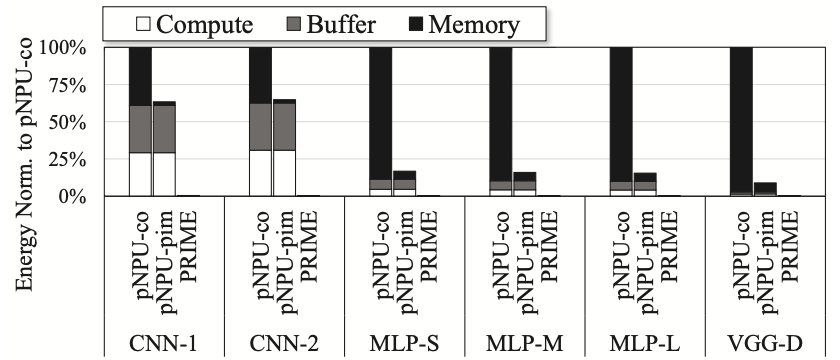 Compute Buffer Memory
Energy Norm. to pNPU-co
100%
75%
50%
25%
0%
pNPU-co
pNPU-pim
PRIME
pNPU-co
pNPU-pim
PRIME
pNPU-co
pNPU-pim
PRIME
pNPU-co
pNPU-pim
PRIME
pNPU-co
pNPU-pim
PRIME
pNPU-co
pNPU-pim
PRIME
CNN-1 CNN-2 MLP-S MLP-M MLP-L VGG-D